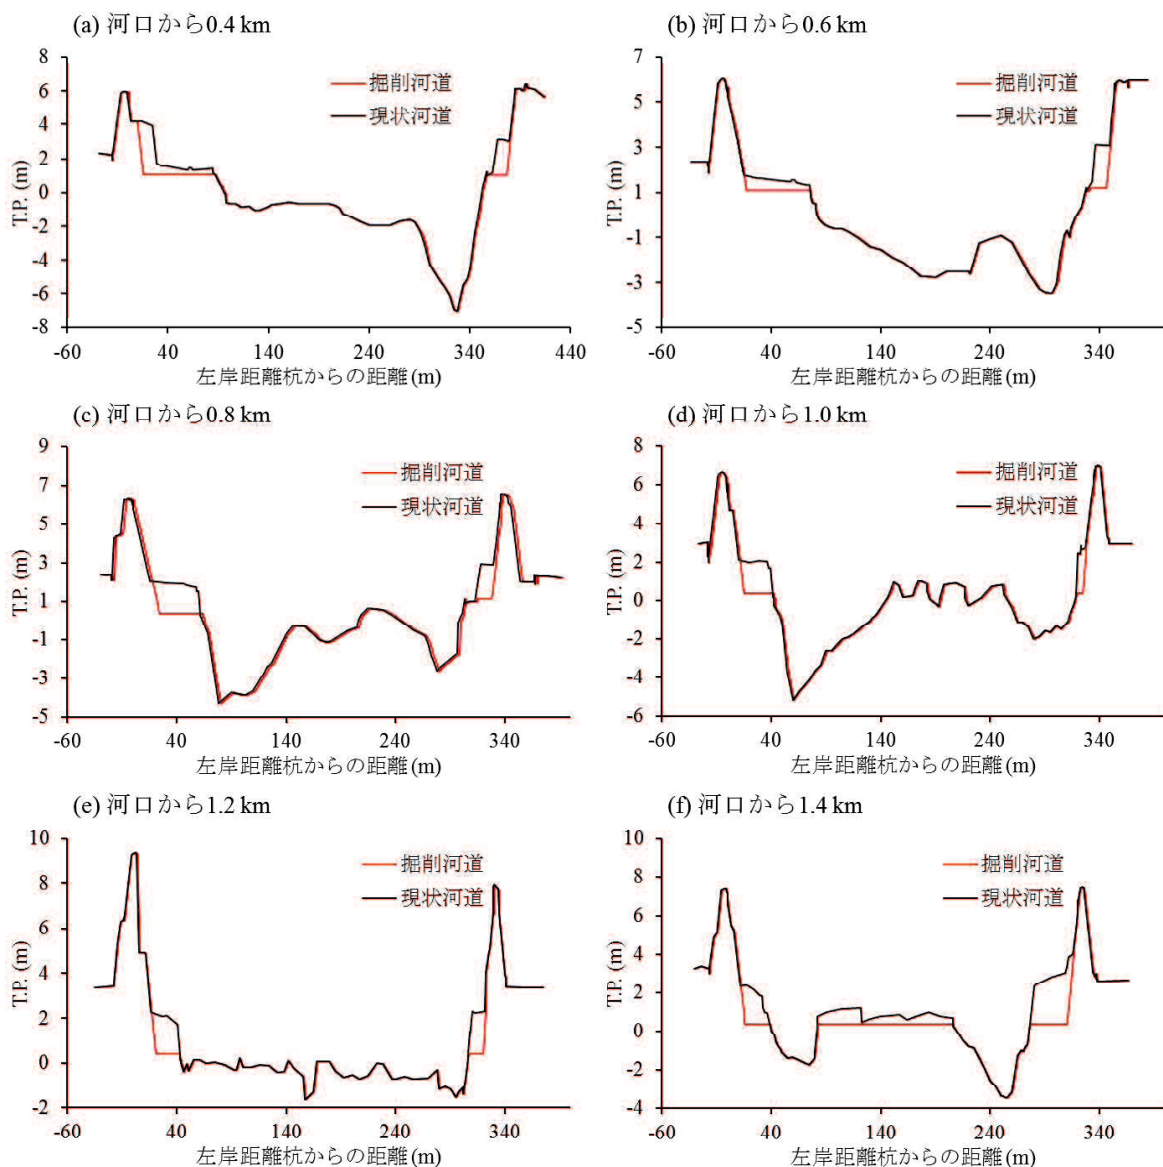 (a) 河口から0.4 km
掘削河道
現状河道
T.P. (m)
8
6
4
2
0
-2
-4
-6
-8
-60
40
140
240
340
440
左岸距離杭からの距離(m)
(b) 河口から0.6 km
掘削河道
現状河道
T.P. (m)
7
5
3
1
-1
-3
-5
-60
40
140
240
340
左岸距離杭からの距離(m)
(c) 河口から0.8 km
掘削河道
現状河道
T.P. (m)
9
7
5
3
1
-1
-3
-5
-60
40
140
240
340
左岸距離杭からの距離(m)
(d) 河口から1.0 km
掘削河道
現状河道
T.P. (m)
8
6
4
2
0
-2
-4
-6
-60
40
140
240
340
左岸距離杭からの距離(m)
(e) 河口から1.2 km
掘削河道
現状河道
T.P. (m)
10
8
6
4
2
0
-2
-60
40
140
240
340
左岸距離杭からの距離(m)
(f) 河口から1.4 km
掘削河道
現状河道
T.P. (m)
10
8
6
4
2
0
-2
-4
-60
40
140
240
340
左岸距離杭からの距離(m)